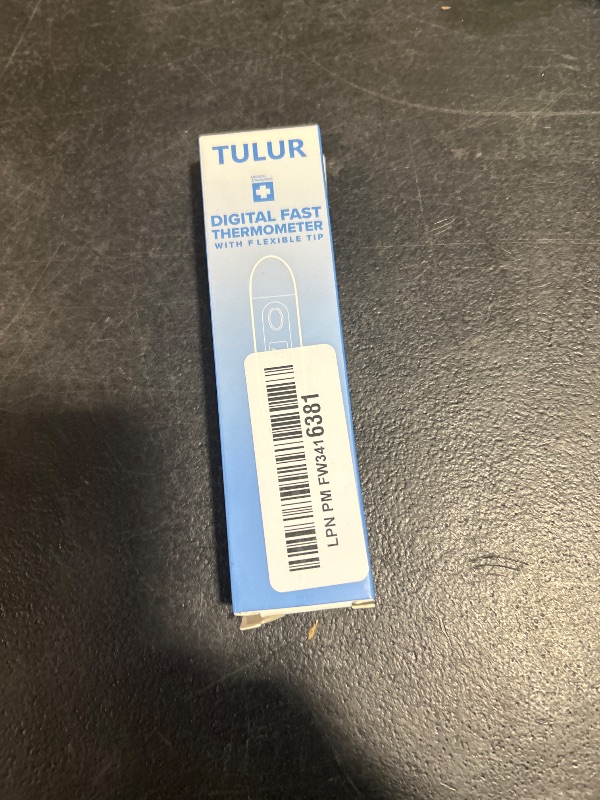 TULUR
DIGITAL FAST
THERMOMETER
WITH FLEXIBLE TIP
LPN PM FW3416381